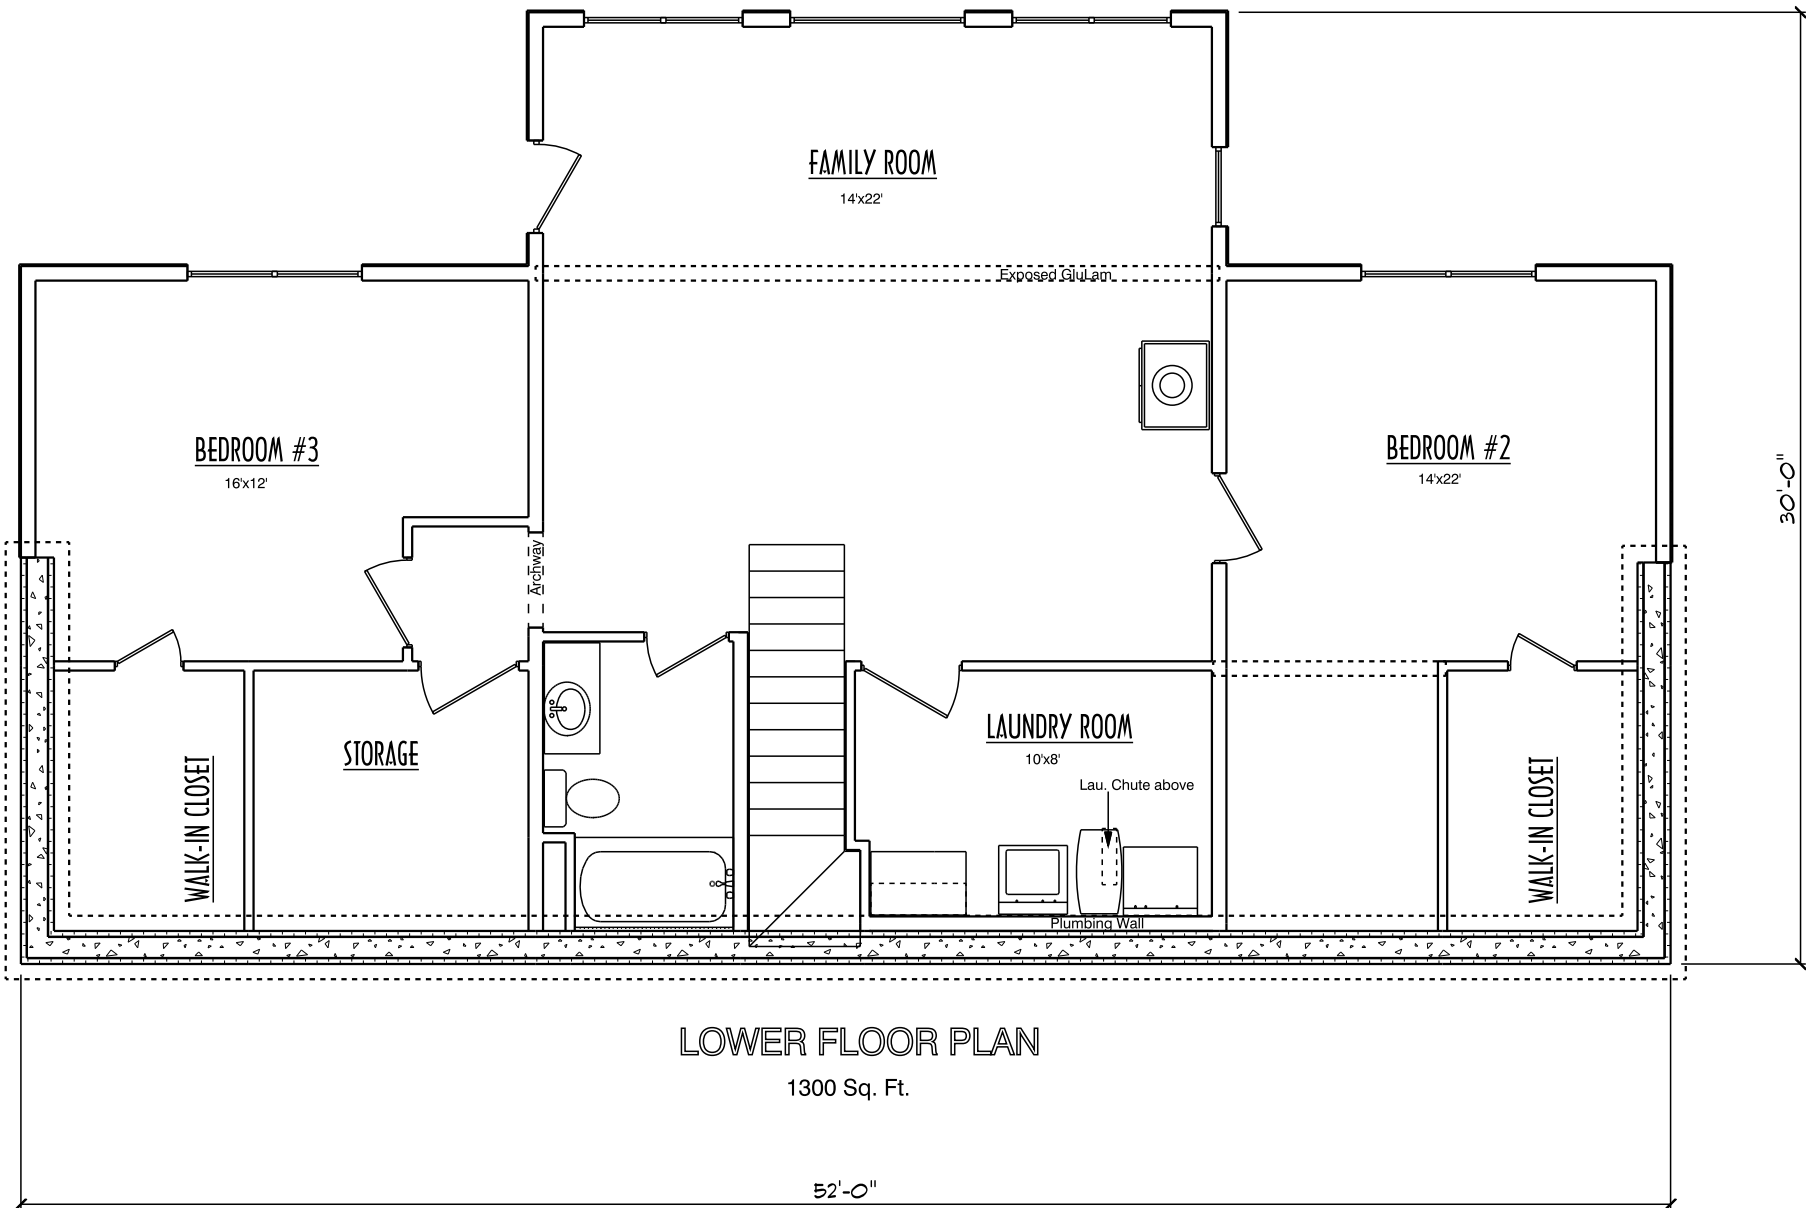 FAMILY ROOM
14'x22'
Exposed GluLam
BEDROOM #3
16'x12'
BEDROOM #2
14'x22'
30'-0"
Archway
STORAGE
LAUNDRY ROOM
10'x8'
Lau. Chute above
WALK-IN CLOSET
WALK-IN CLOSET
Plumbing Wall
LOWER FLOOR PLAN
1300 Sq. Ft.
52'-0"